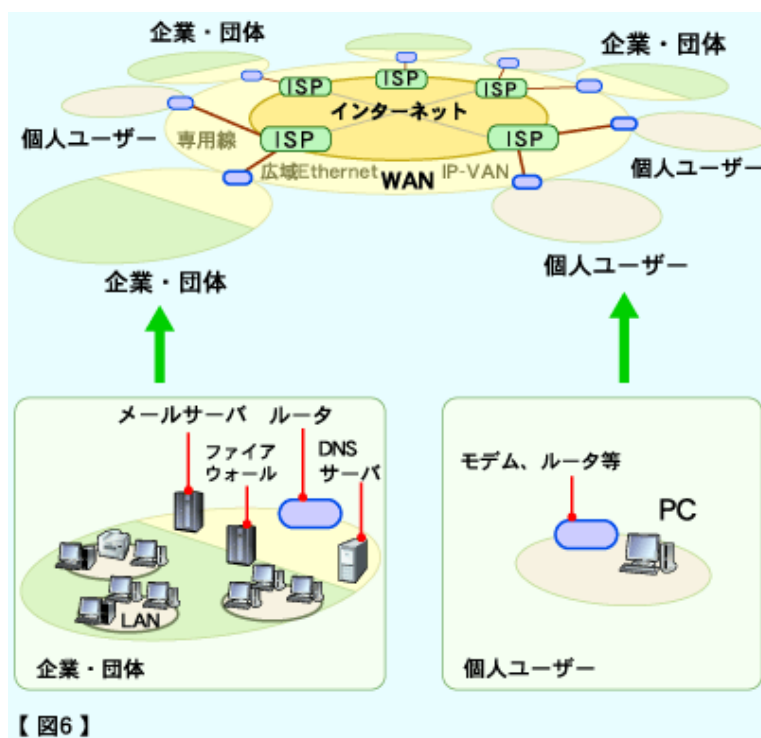 企業・団体
企業・団体
ISP
ISP
ISP
インターネット
個人ユーザー
専用線
ISP
ISP
個人ユーザー
広域Ethernet
WAN
IP-VAN
企業・団体
個人ユーザー
メールサーバ
ルータ
ファイア
ウォール
DNS
サーバ
LAN
企業・団体
モデム、ルータ等
PC
個人ユーザー
【 図6 】